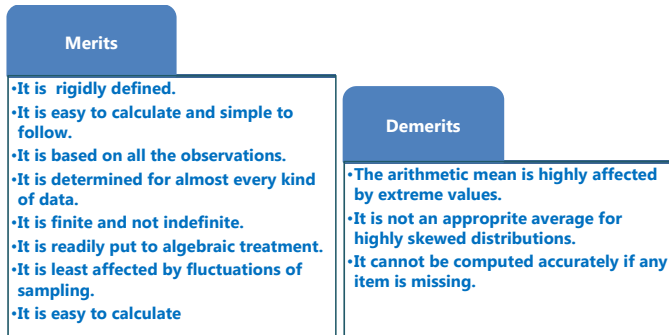 Merits
•It is rigidly defined.
•It is easy to calculate and simple to
follow.
•It is based on all the observations.
•It is determined for almost every kind
of data.
•It is finite and not indefinite.
•It is readily put to algebraic treatment.
•It is least affected by fluctuations of
sampling.
•It is easy to calculate
Demerits
•The arithmetic mean is highly affected
by extreme values.
•It is not an approprite average for
highly skewed distributions.
•It cannot be computed accurately if any
item is missing.